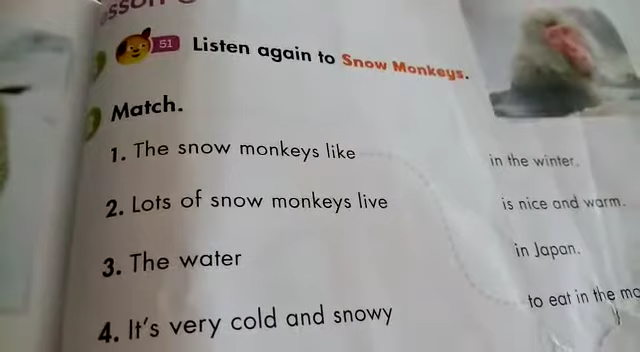 51 Listen again to Snow Monkeys.
Match.
1. The snow monkeys like
in the winter.
2. Lots of snow monkeys live
is nice and warm.
3. The water
in Japan.
4. It's very cold and snowy
to eat in the